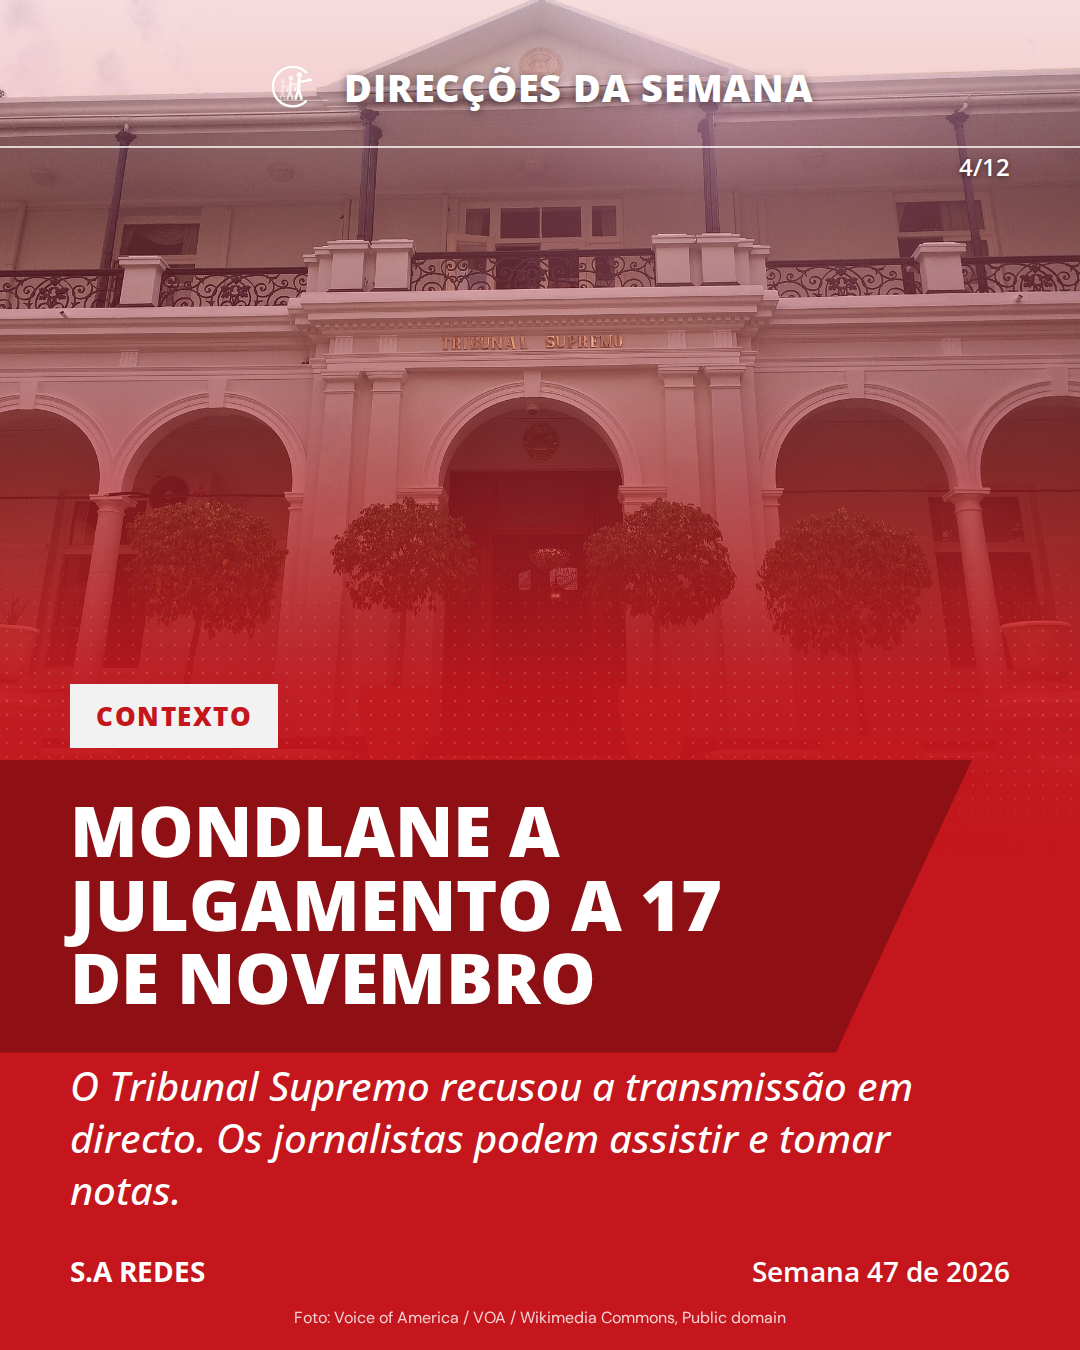 DIRECÇÕES DA SEMANA
4/12
TRIBUNAL SUPREMO
CONTEXTO
MONDLANE A
JULGAMENTO A 17
DE NOVEMBRO
O Tribunal Supremo recusou a transmissão em
directo. Os jornalistas podem assistir e tomar
notas.
S.A REDES
Semana 47 de 2026
Foto: Voice of America / VOA / Wikimedia Commons, Public domain